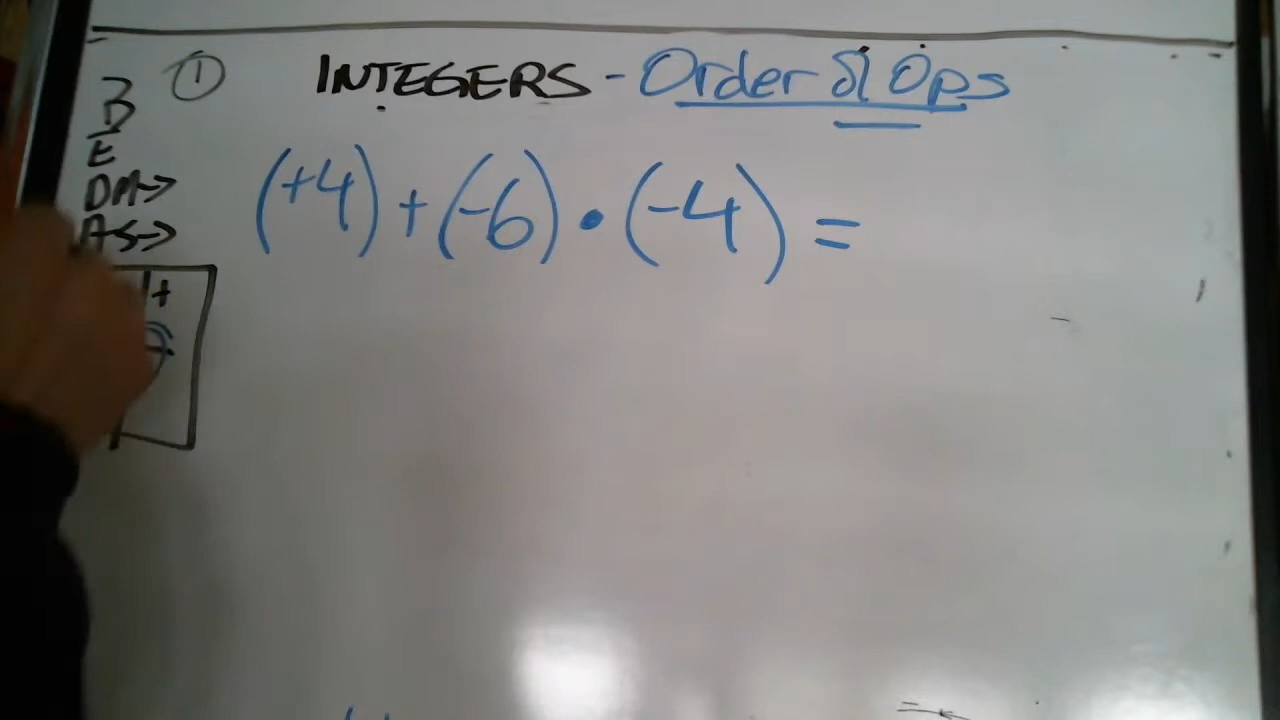 ① INTEGERS - Order of Ops
B
E
DM→
AS→
(+4) + (-6) • (-4) =
+